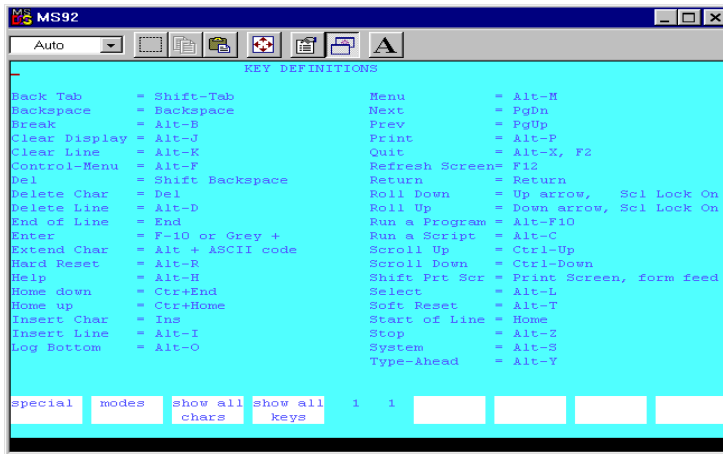 MS92
Auto A
KEY DEFINITIONS
Back Tab = Shift-Tab Menu = Alt-M
Backspace = Backspace Next = PgDn
Break = Alt-B Prev = PgUp
Clear Display = Alt-J Print = Alt-P
Clear Line = Alt-K Quit = Alt-X, F2
Control-Menu = Alt-F Refresh Screen= F12
Del = Shift Backspace Return = Return
Delete Char = Del Roll Down = Up arrow, Scl Lock On
Delete Line = Alt-D Roll Up = Down arrow, Scl Lock On
End of Line = End Run a Program = Alt-F10
Enter = F-10 or Grey + Run a Script = Alt-C
Extend Char = Alt + ASCII code Scroll Up = Ctrl-Up
Hard Reset = Alt-R Scroll Down = Ctrl-Down
Help = Alt-H Shift Prt Scr = Print Screen, form feed
Home down = Ctr+End Select = Alt-L
Home up = Ctr+Home Soft Reset = Alt-T
Insert Char = Ins Start of Line = Home
Insert Line = Alt-I Stop = Alt-Z
Log Bottom = Alt-O System = Alt-S
Type-Ahead = Alt-Y
special modes show all show all 1 1
chars keys